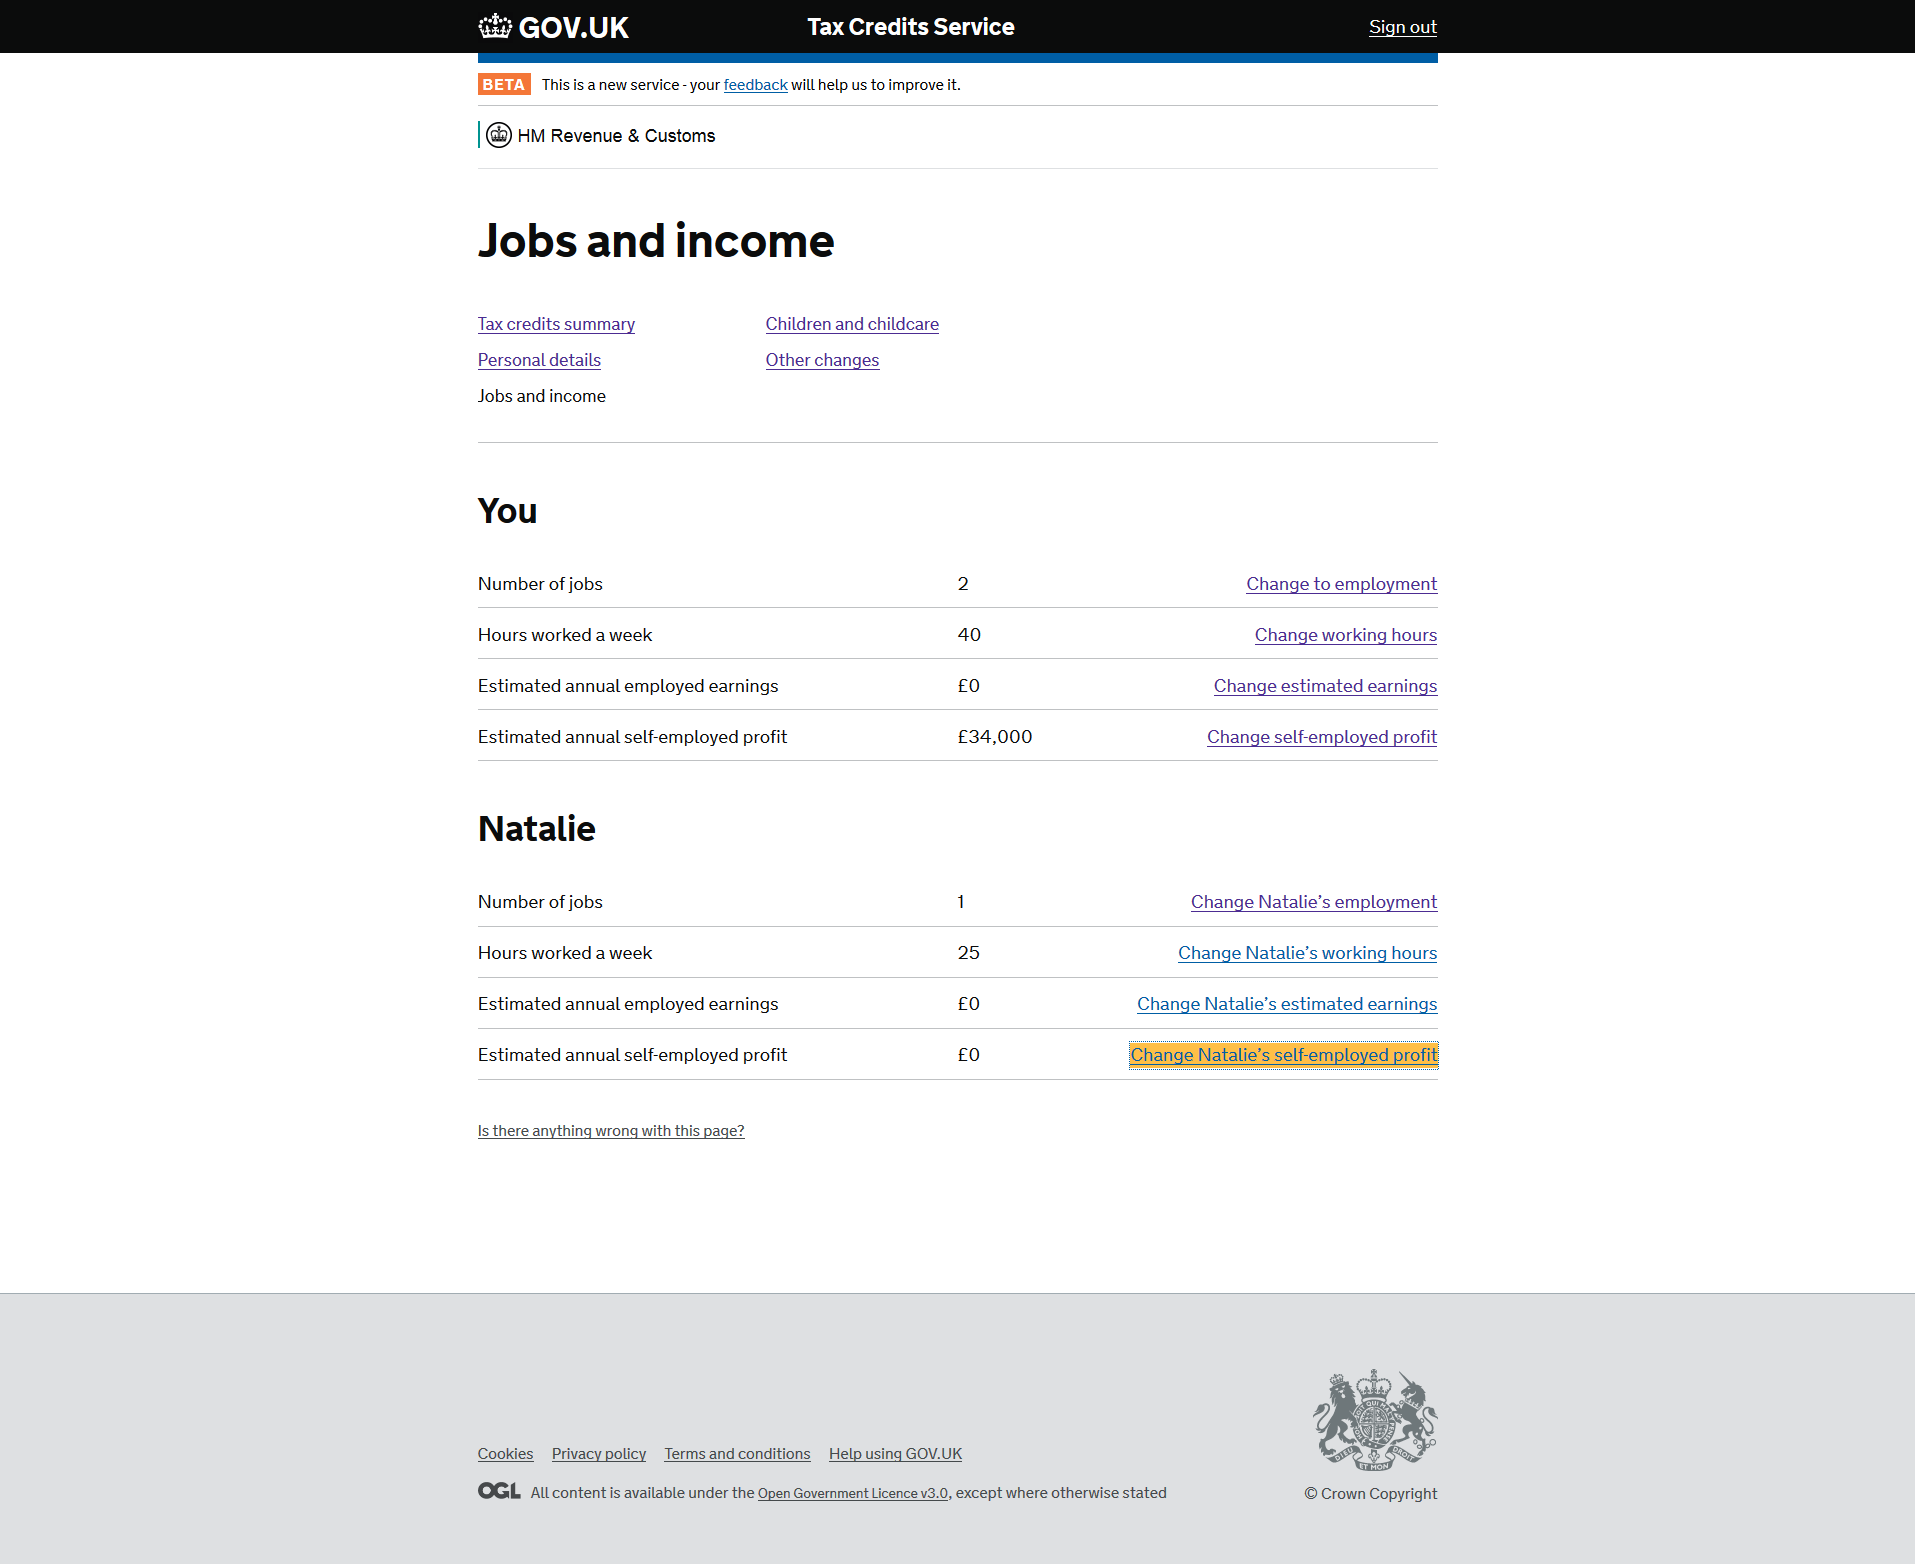 GOV.UK Tax Credits Service Sign out
BETA This is a new service - your feedback will help us to improve it.
HM Revenue & Customs
Jobs and income
Tax credits summary Children and childcare
Personal details Other changes
Jobs and income
You
Number of jobs 2 Change to employment
Hours worked a week 40 Change working hours
Estimated annual employed earnings £0 Change estimated earnings
Estimated annual self-employed profit £34,000 Change self-employed profit
Natalie
Number of jobs 1 Change Natalie’s employment
Hours worked a week 25 Change Natalie’s working hours
Estimated annual employed earnings £0 Change Natalie’s estimated earnings
Estimated annual self-employed profit £0 Change Natalie’s self-employed profit
Is there anything wrong with this page?
Cookies Privacy policy Terms and conditions Help using GOV.UK
OGL All content is available under the Open Government Licence v3.0, except where otherwise stated
© Crown Copyright